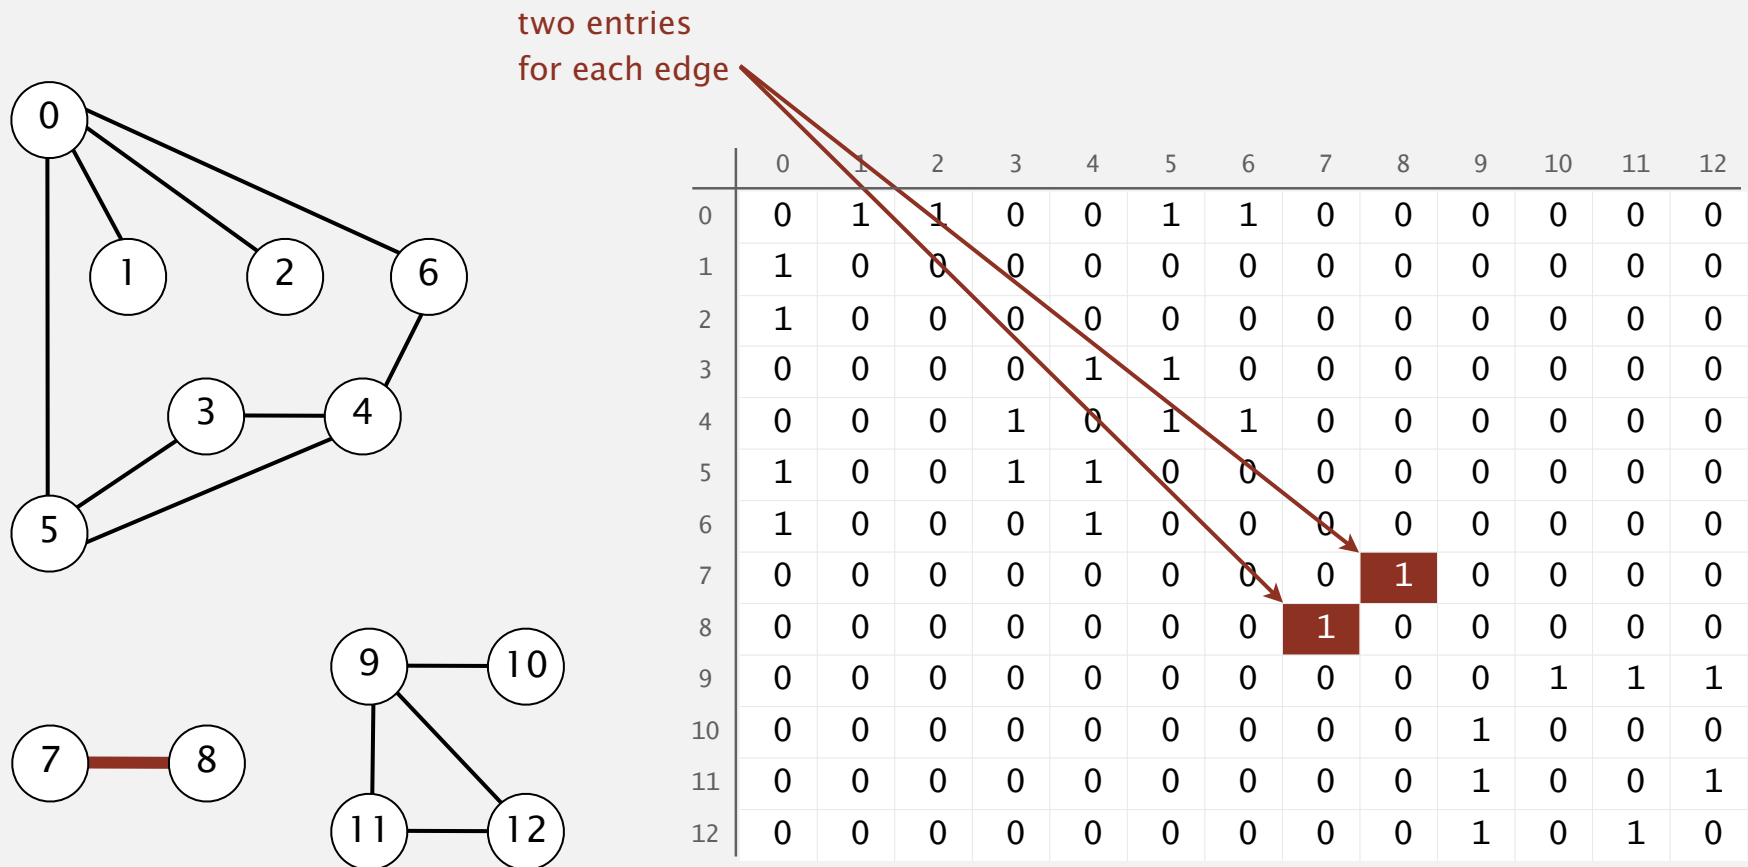 two entries
for each edge
0
1 2 6
3 4
5
9 10
7 8
11 12
0 1 2 3 4 5 6 7 8 9 10 11 12
0 0 1 1 0 0 1 1 0 0 0 0 0 0
1 1 0 0 0 0 0 0 0 0 0 0 0 0
2 1 0 0 0 0 0 0 0 0 0 0 0 0
3 0 0 0 0 1 1 0 0 0 0 0 0 0
4 0 0 0 1 0 1 1 0 0 0 0 0 0
5 1 0 0 1 1 0 0 0 0 0 0 0 0
6 1 0 0 0 1 0 0 0 0 0 0 0 0
7 0 0 0 0 0 0 0 0 1 0 0 0 0
8 0 0 0 0 0 0 0 1 0 0 0 0 0
9 0 0 0 0 0 0 0 0 0 0 1 1 1
10 0 0 0 0 0 0 0 0 0 1 0 0 0
11 0 0 0 0 0 0 0 0 0 1 0 0 1
12 0 0 0 0 0 0 0 0 0 1 0 1 0